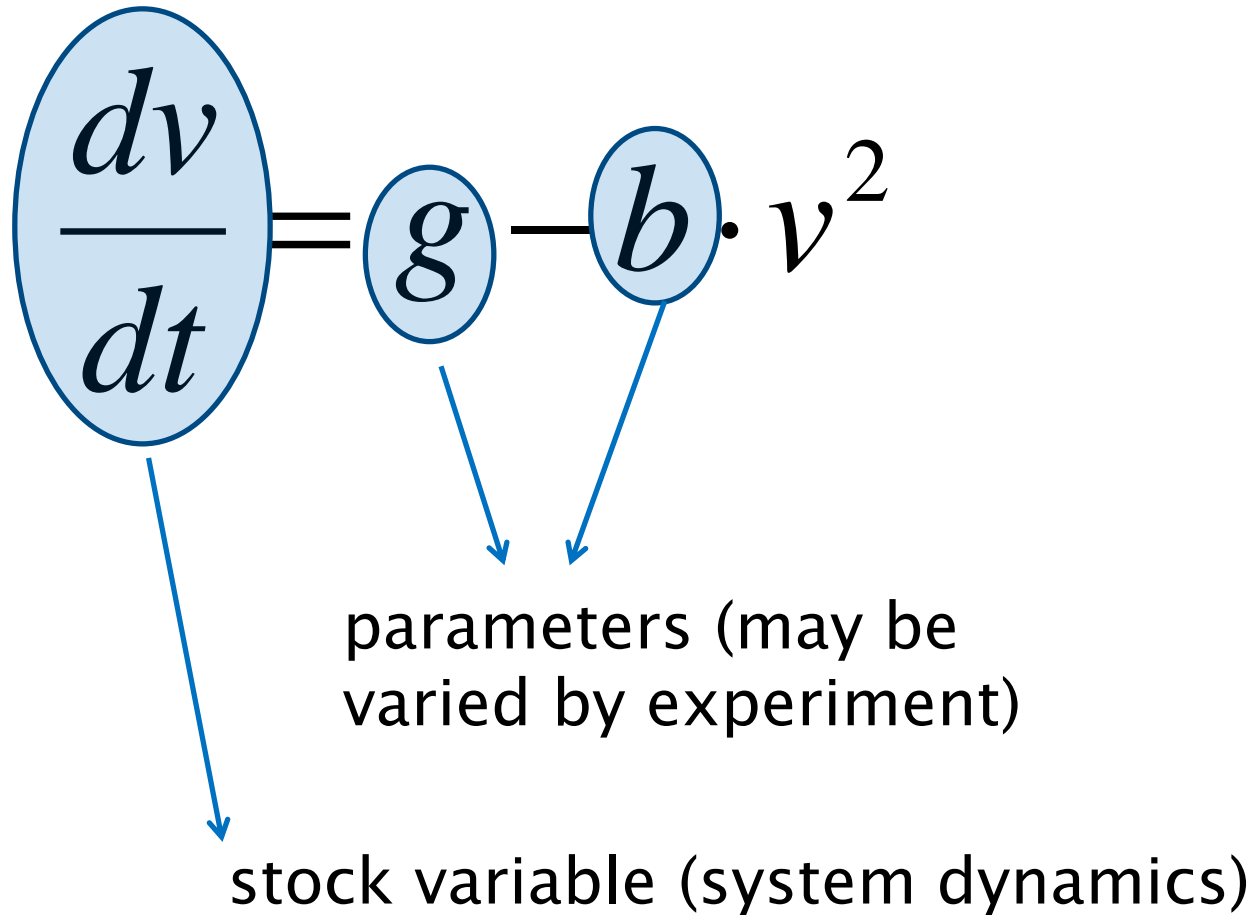 dv/dt = g − b · v²
parameters (may be
varied by experiment)
stock variable (system dynamics)